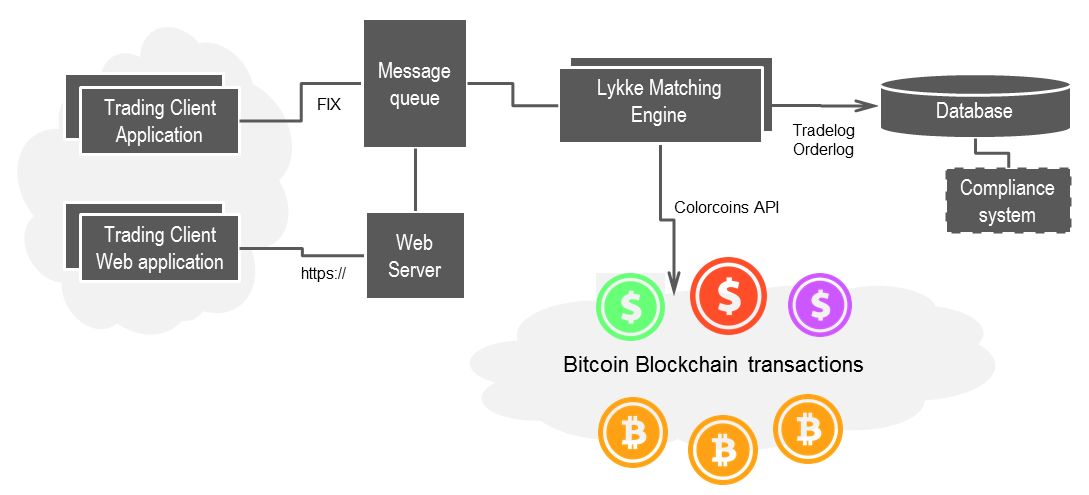 Trading Client
Application
FIX
Message
queue
Lykke Matching
Engine
Tradelog
Orderlog
Database
Compliance
system
Trading Client
Web application
https://
Web
Server
Colorcoins API
$
$
$
Bitcoin Blockchain transactions
₿
₿
₿